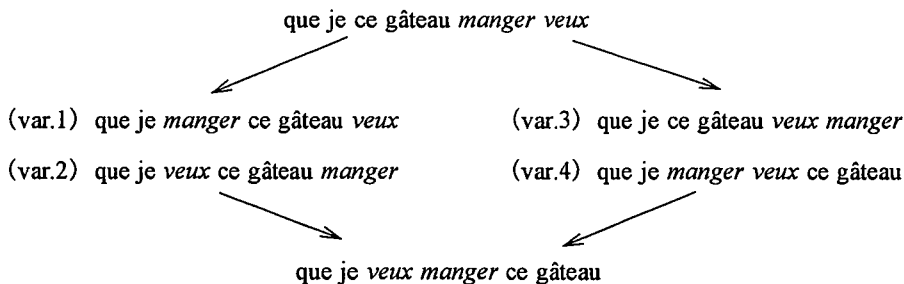 que je ce gâteau manger veux
(var.1) que je manger ce gâteau veux
(var.3) que je ce gâteau veux manger
(var.2) que je veux ce gâteau manger
(var.4) que je manger veux ce gâteau
que je veux manger ce gâteau